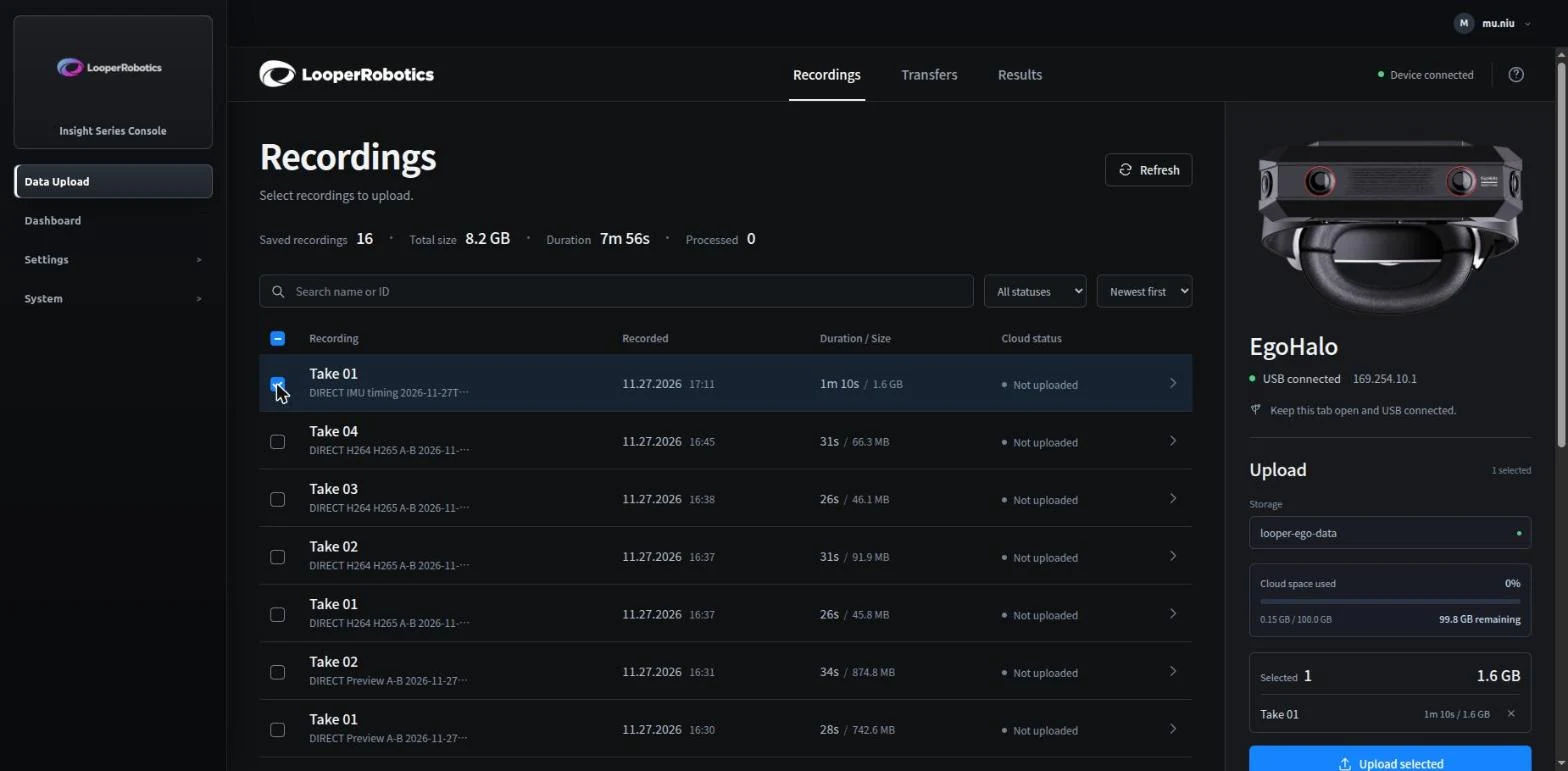 LooperRobotics
Insight Series Console
Data Upload
Dashboard
Settings >
System >
M mu.niu
LooperRobotics
Recordings Transfers Results
Device connected ?
Recordings
Select recordings to upload.
Refresh
Saved recordings 16 · Total size 8.2 GB · Duration 7m 56s · Processed 0
Search name or ID
All statuses
Newest first
Recording Recorded Duration / Size Cloud status
Take 01
DIRECT IMU timing 2026-11-27T···
11.27.2026 17:11 1m 10s / 1.6 GB Not uploaded
Take 04
DIRECT H264 H265 A-B 2026-11-···
11.27.2026 16:45 31s / 66.3 MB Not uploaded
Take 03
DIRECT H264 H265 A-B 2026-11-···
11.27.2026 16:38 26s / 46.1 MB Not uploaded
Take 02
DIRECT H264 H265 A-B 2026-11-···
11.27.2026 16:37 31s / 91.9 MB Not uploaded
Take 01
DIRECT H264 H265 A-B 2026-11-···
11.27.2026 16:37 26s / 45.8 MB Not uploaded
Take 02
DIRECT Preview A-B 2026-11-27···
11.27.2026 16:31 34s / 874.8 MB Not uploaded
Take 01
DIRECT Preview A-B 2026-11-27···
11.27.2026 16:30 28s / 742.6 MB Not uploaded
EgoHalo
USB connected 169.254.10.1
Keep this tab open and USB connected.
Upload 1 selected
Storage
looper-ego-data
Cloud space used 0%
0.15 GB / 100.0 GB 99.8 GB remaining
Selected 1 1.6 GB
Take 01 1m 10s / 1.6 GB ×
Upload selected